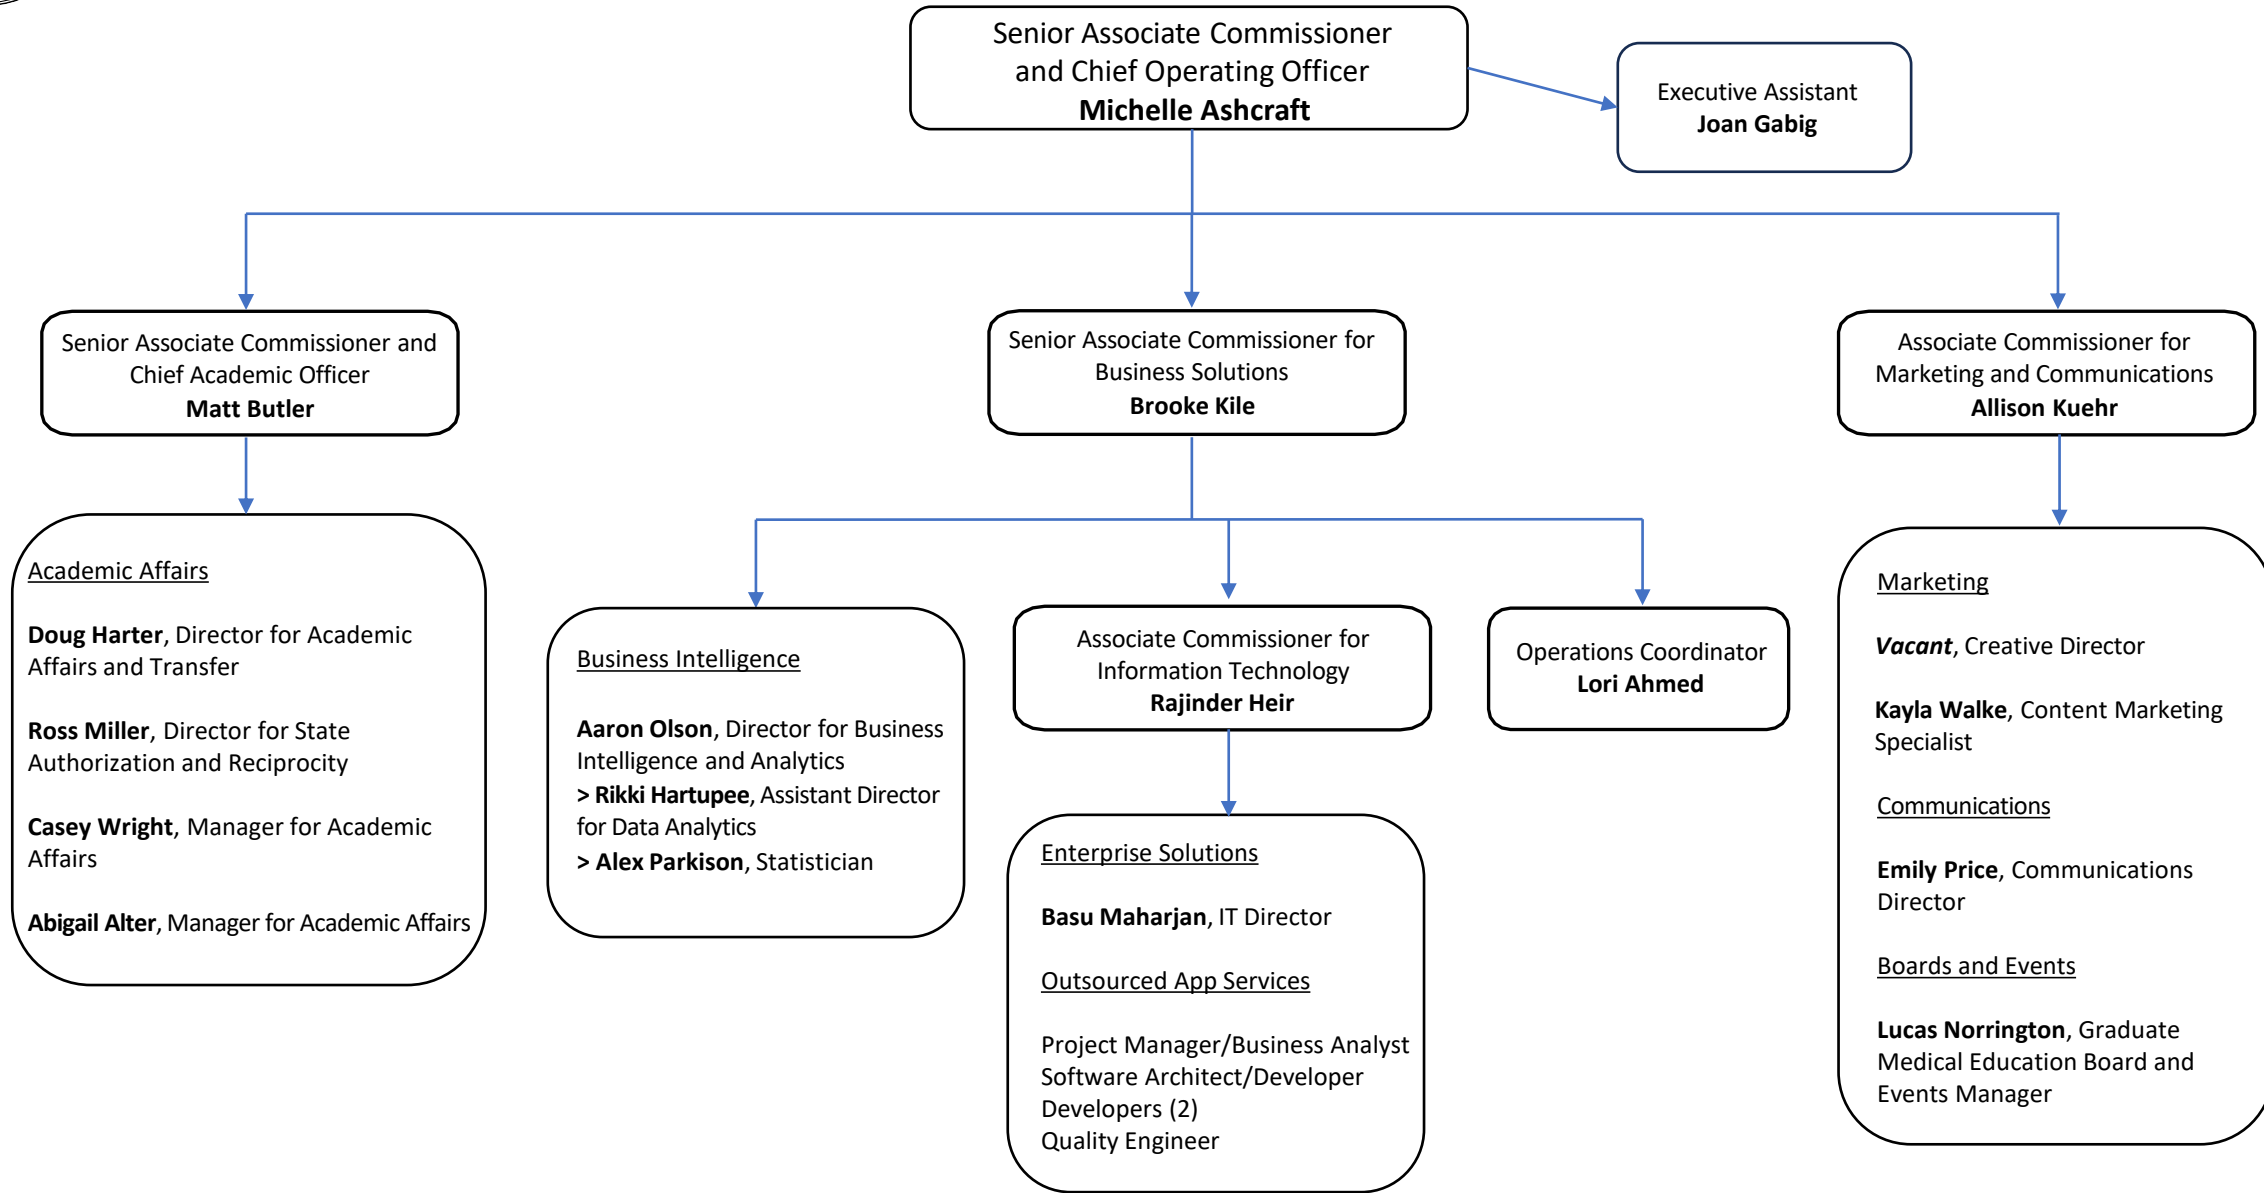 Senior Associate Commissioner
and Chief Operating Officer
Michelle Ashcraft
Executive Assistant
Joan Gabig
Senior Associate Commissioner and
Chief Academic Officer
Matt Butler
Senior Associate Commissioner for
Business Solutions
Brooke Kile
Associate Commissioner for
Marketing and Communications
Allison Kuehr
Academic Affairs
Doug Harter, Director for Academic
Affairs and Transfer
Ross Miller, Director for State
Authorization and Reciprocity
Casey Wright, Manager for Academic
Affairs
Abigail Alter, Manager for Academic Affairs
Business Intelligence
Aaron Olson, Director for Business
Intelligence and Analytics
> Rikki Hartupee, Assistant Director
for Data Analytics
> Alex Parkison, Statistician
Associate Commissioner for
Information Technology
Rajinder Heir
Enterprise Solutions
Basu Maharjan, IT Director
Outsourced App Services
Project Manager/Business Analyst
Software Architect/Developer
Developers (2)
Quality Engineer
Operations Coordinator
Lori Ahmed
Marketing
Vacant, Creative Director
Kayla Walke, Content Marketing
Specialist
Communications
Emily Price, Communications
Director
Boards and Events
Lucas Norrington, Graduate
Medical Education Board and
Events Manager